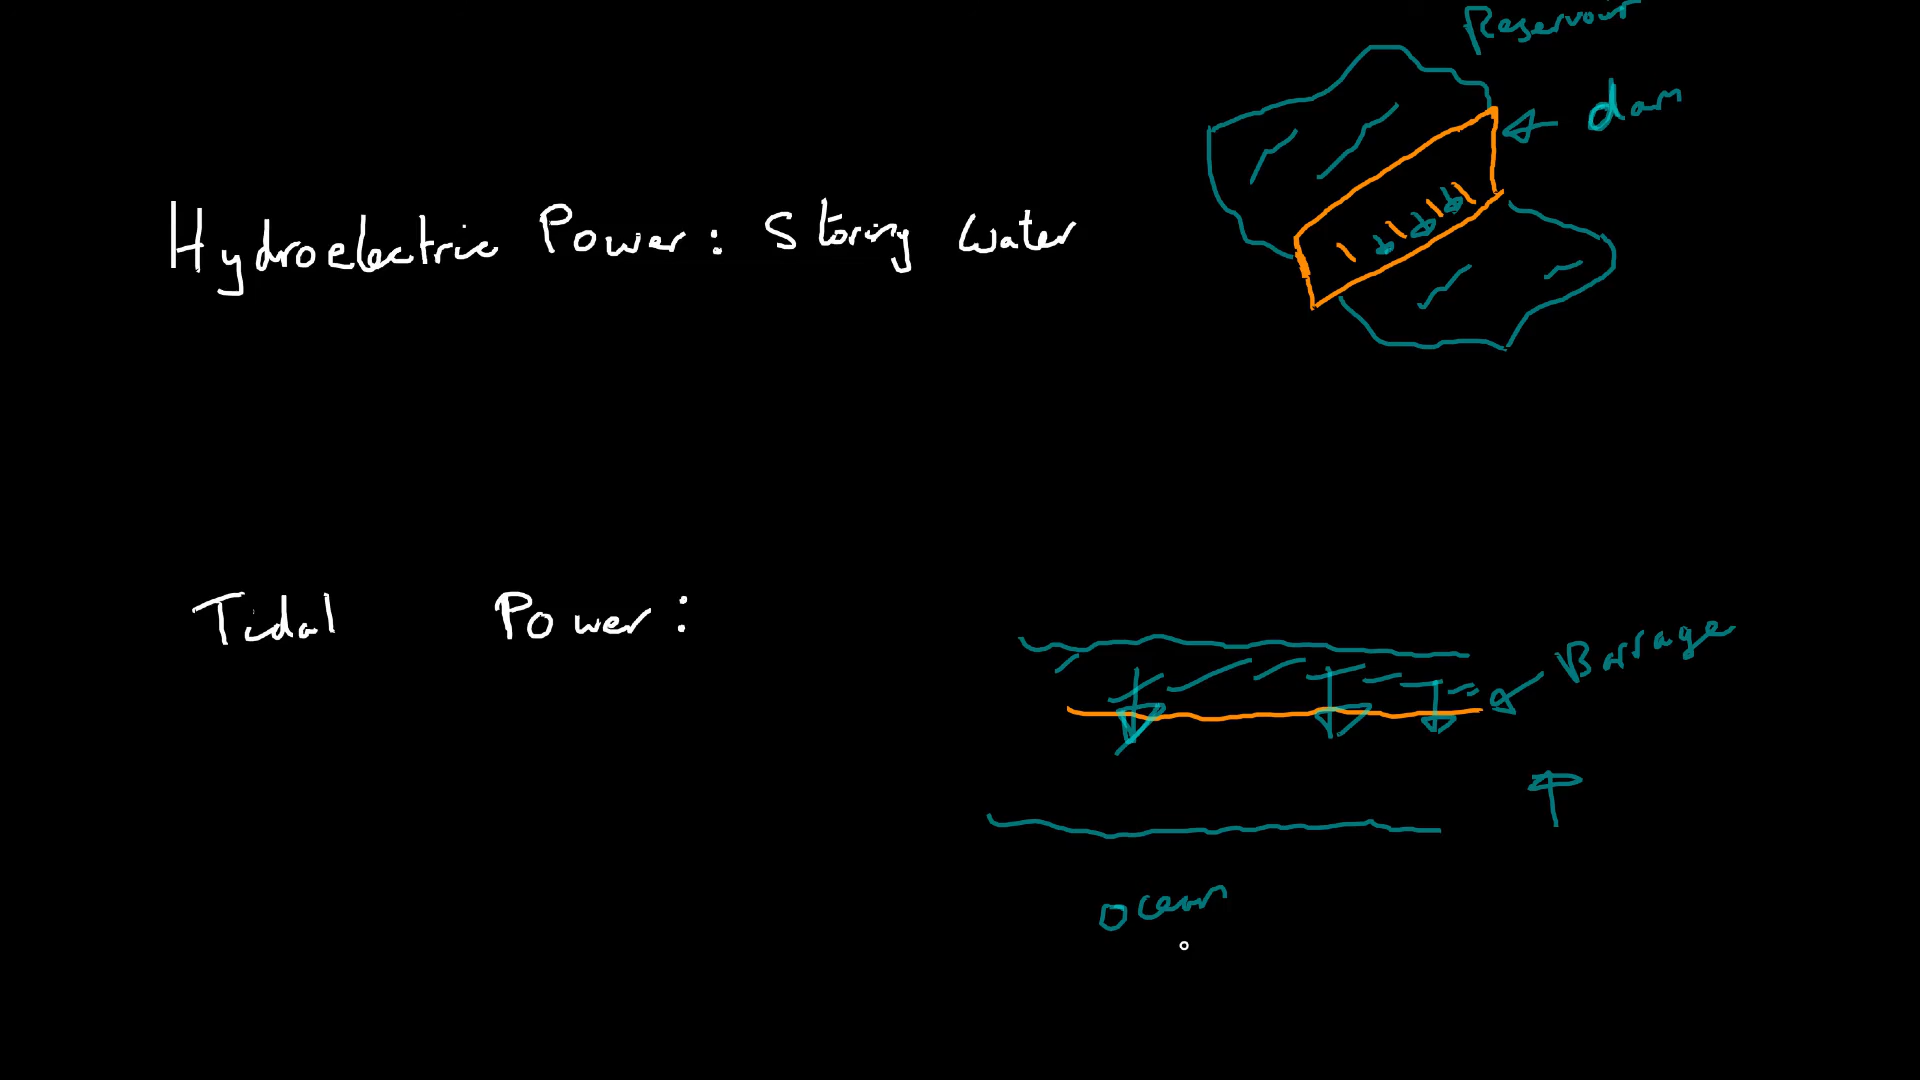 Reservoir
dam
Hydroelectric Power: Storing Water
Tidal Power:
Barrage
ocean